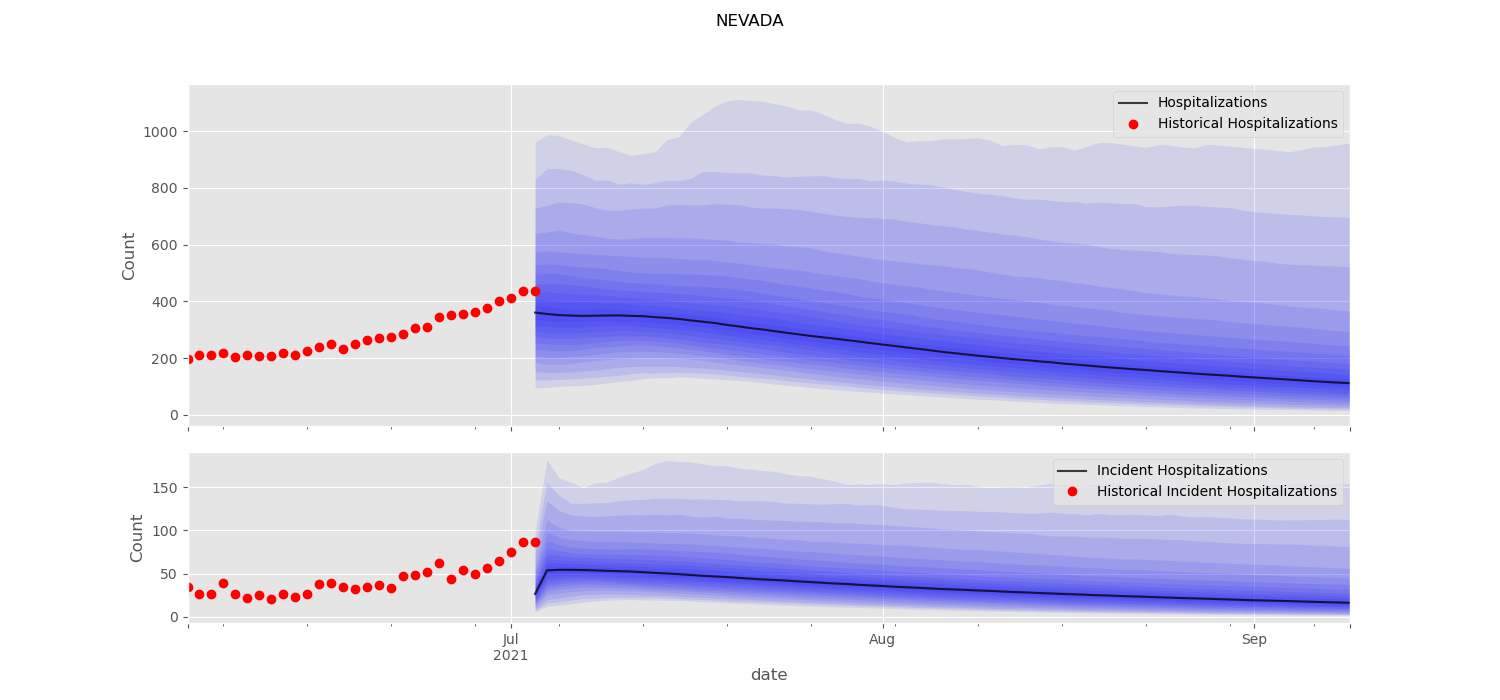 NEVADA
Hospitalizations
Historical Hospitalizations
1000
800
600
400
200
0
Count
Incident Hospitalizations
Historical Incident Hospitalizations
150
100
50
0
Count
Jul
2021
Aug
Sep
date